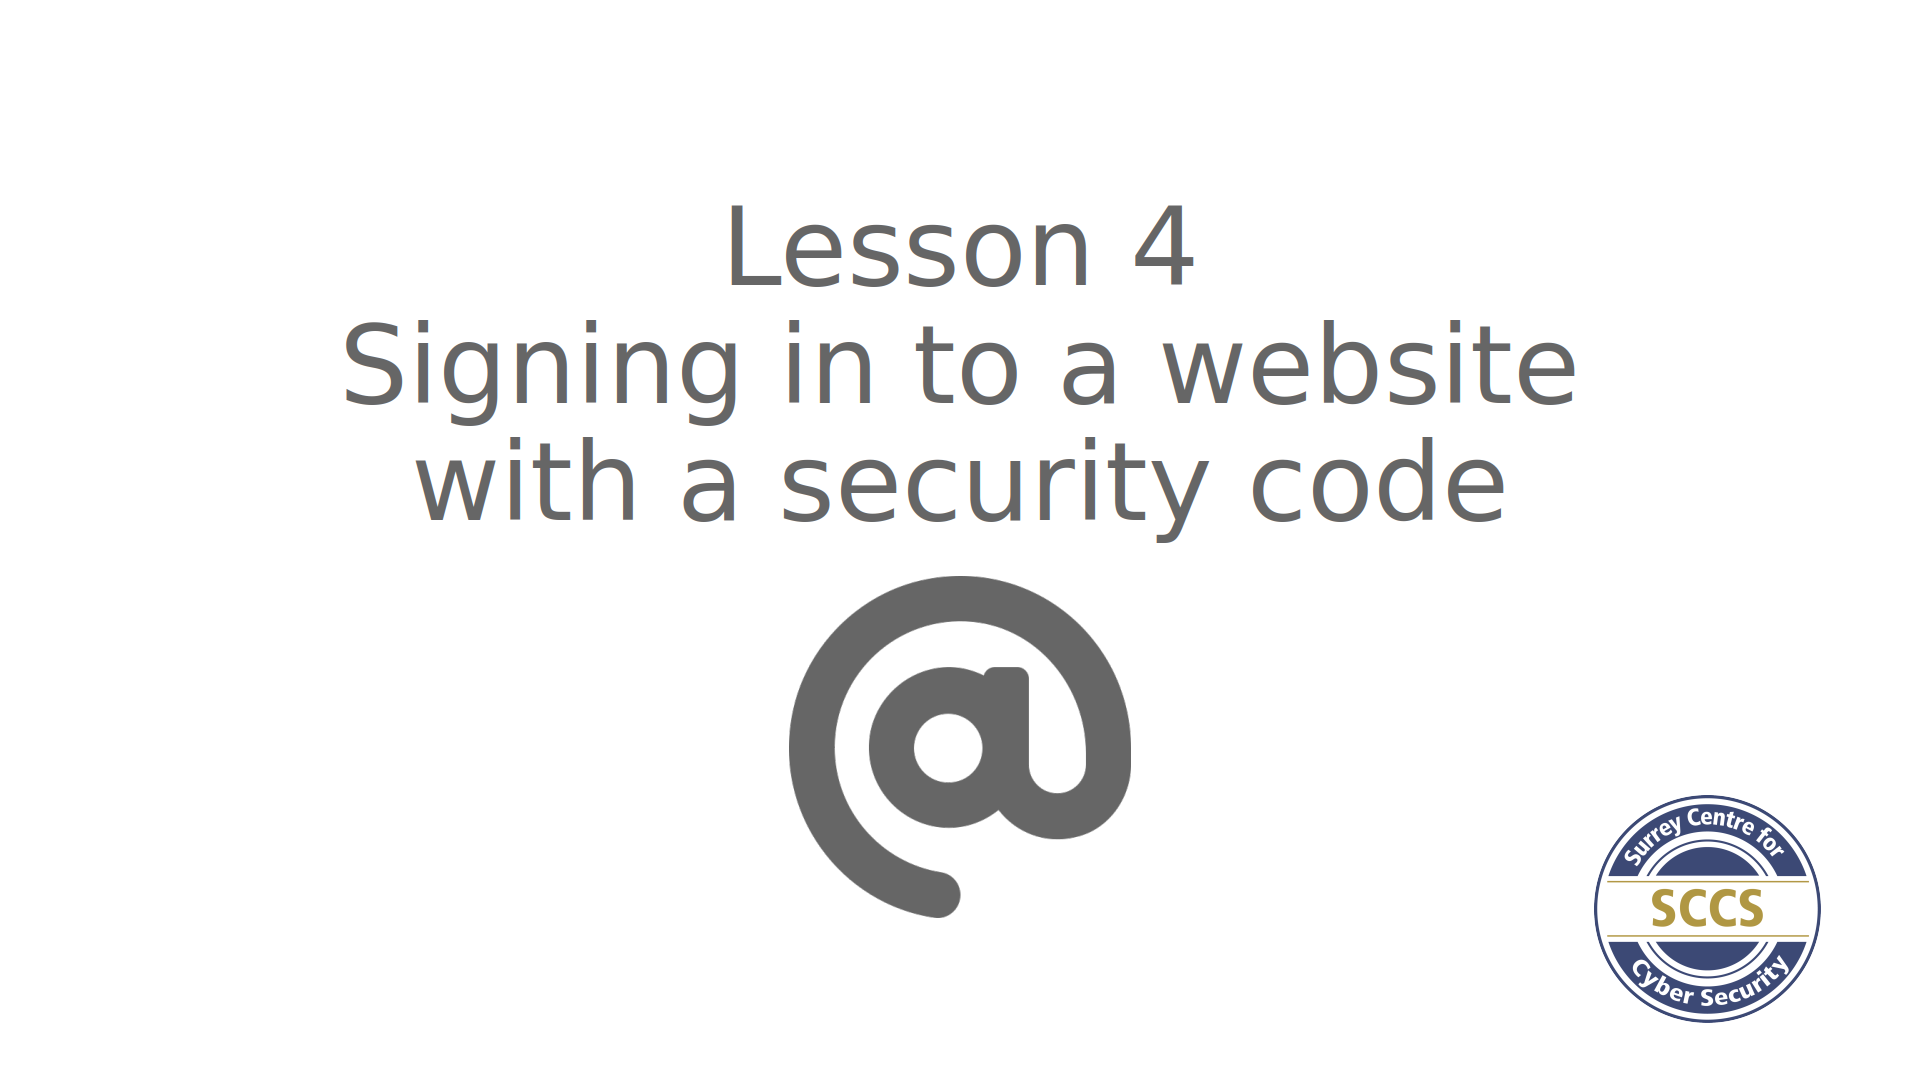 Lesson 4
Signing in to a website
with a security code
@
Surrey Centre for
SCCS
Cyber Security